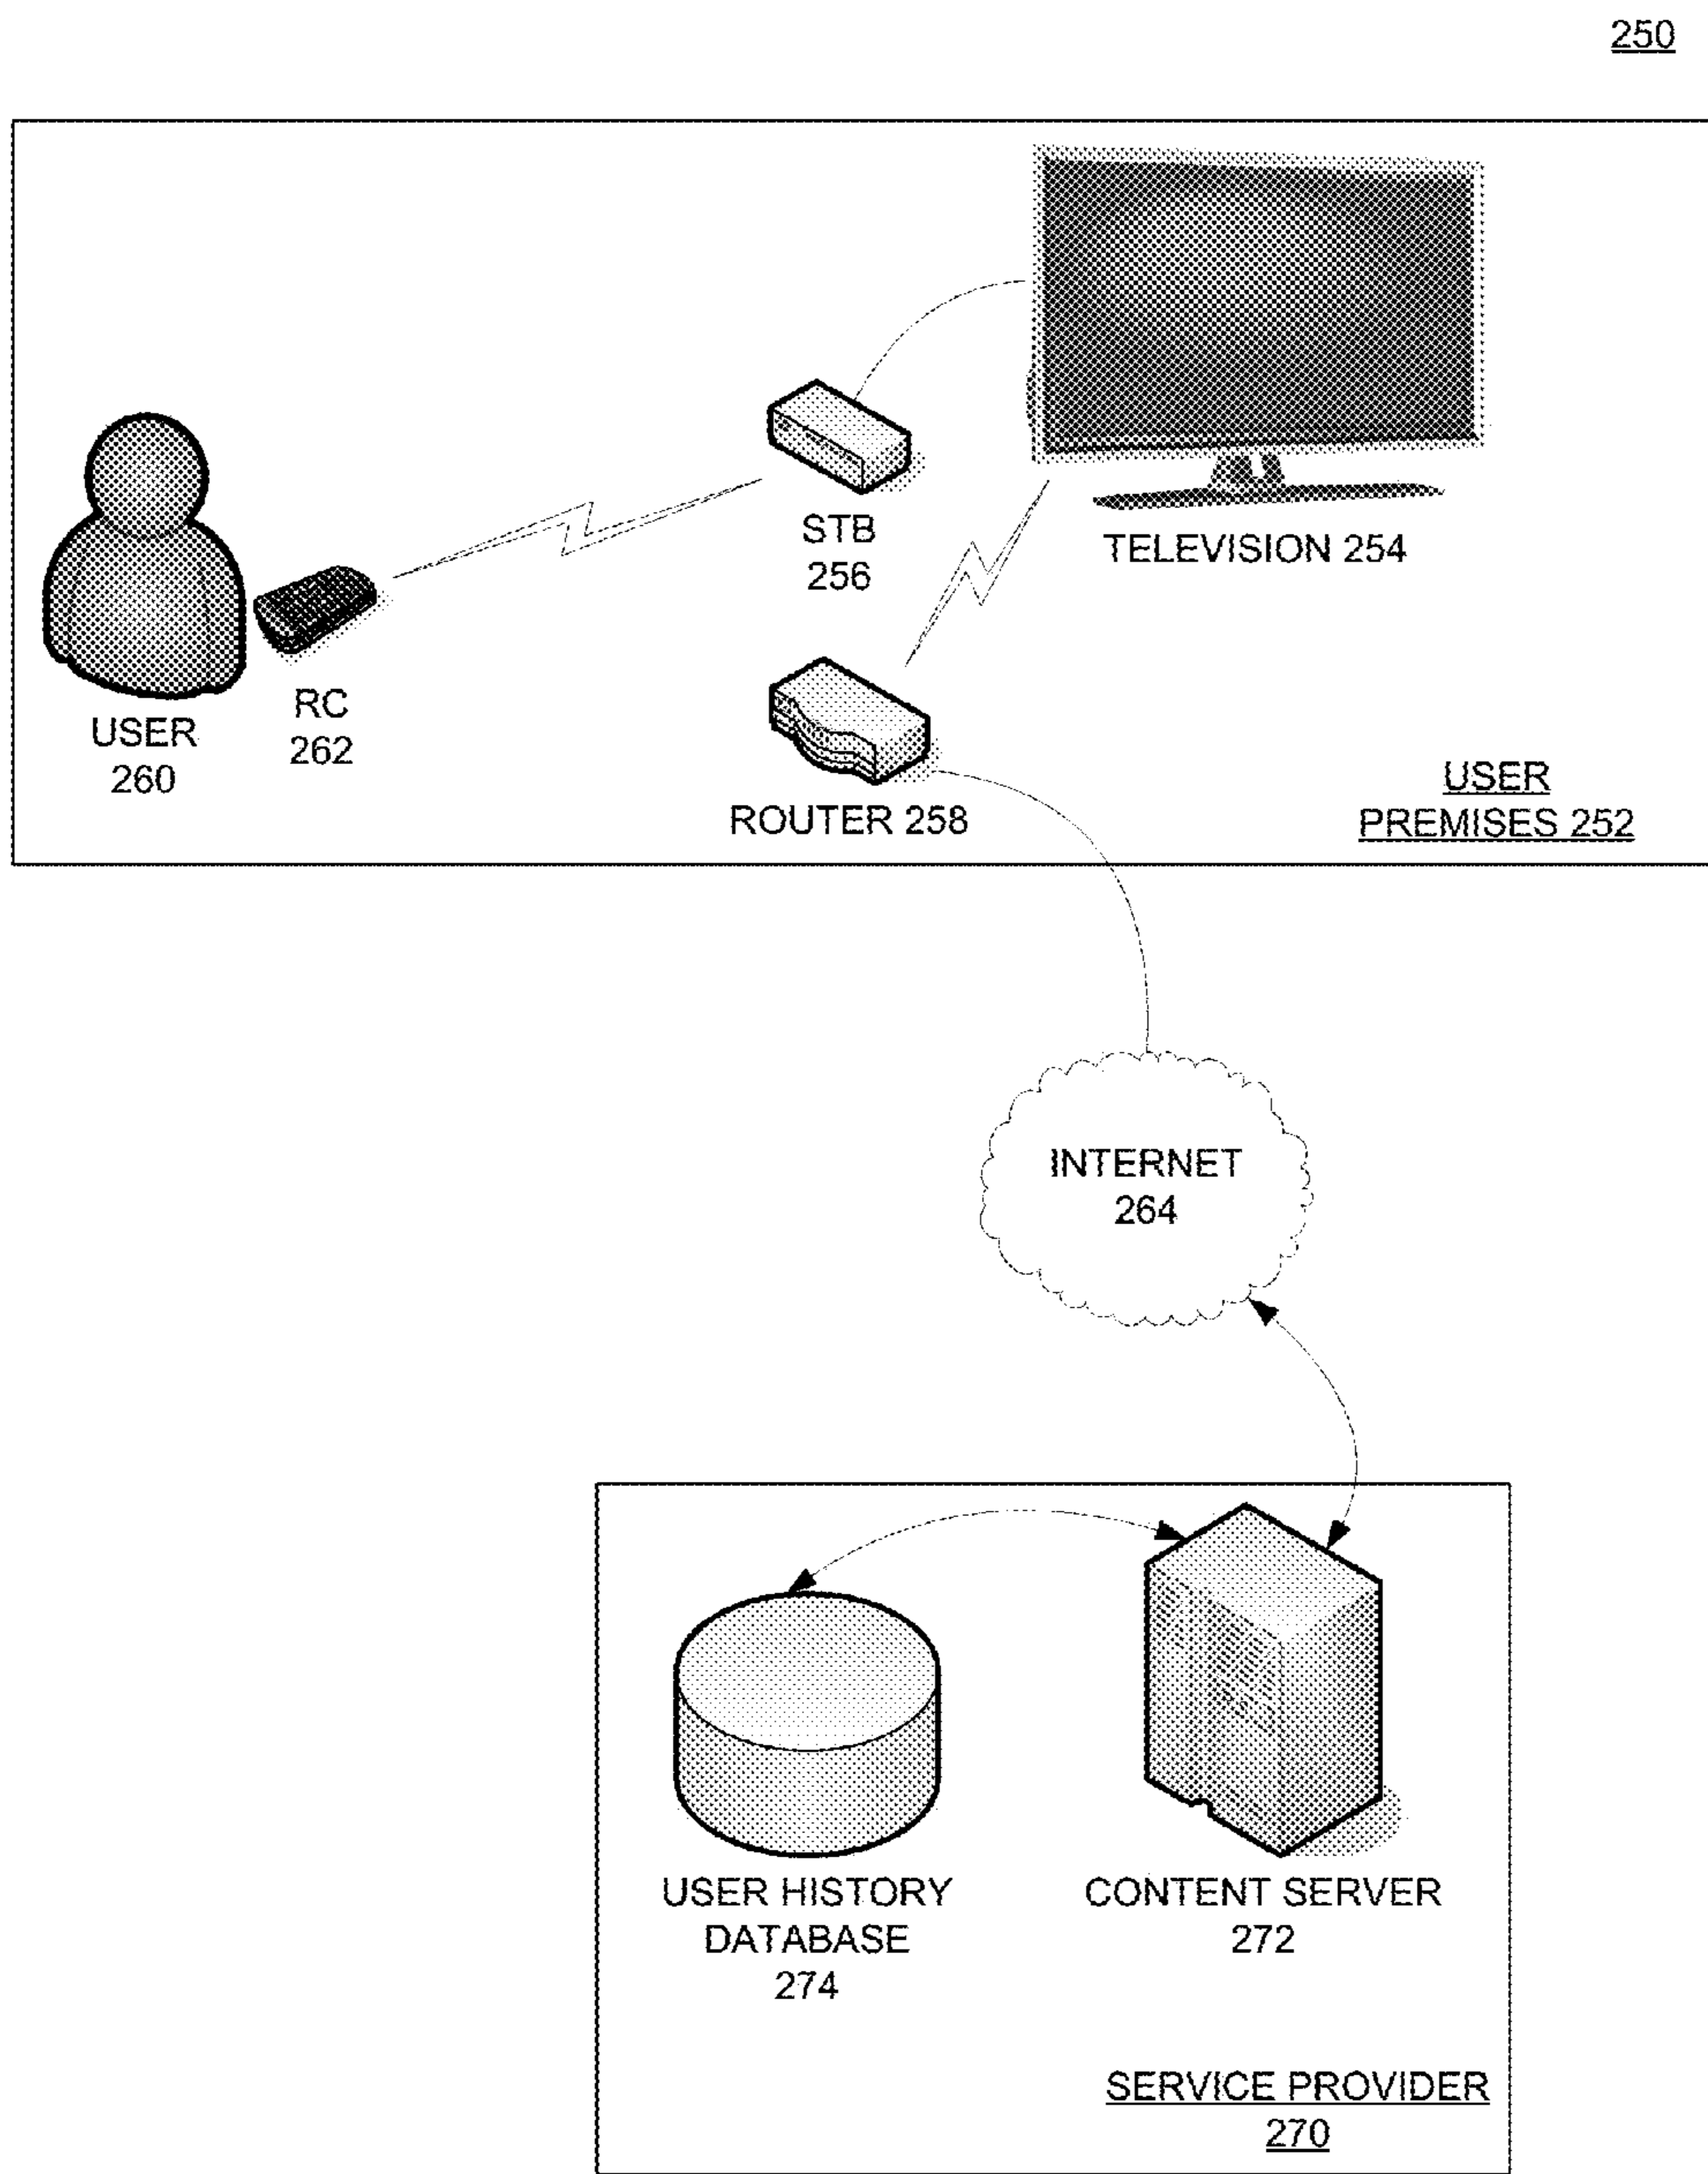 250
STB
256
TELEVISION 254
RC
262
USER
260
ROUTER 258
USER
PREMISES 252
INTERNET
264
USER HISTORY
DATABASE
274
CONTENT SERVER
272
SERVICE PROVIDER
270